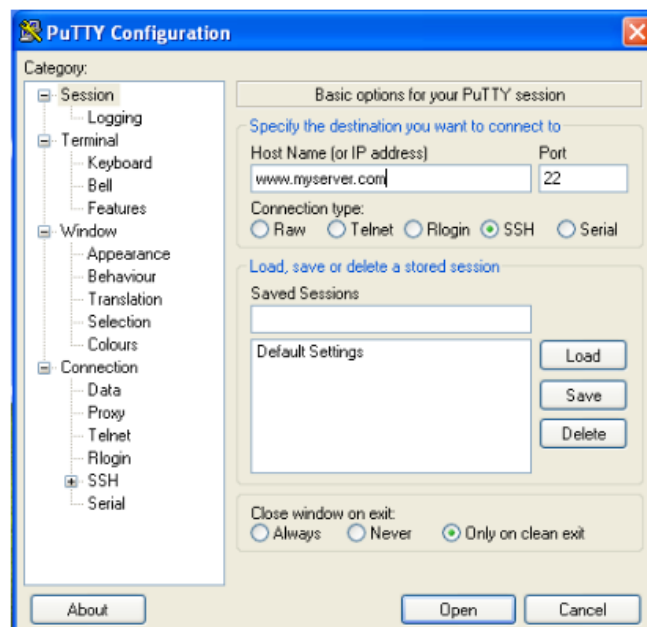 PuTTY Configuration
Category:
Session
Logging
Terminal
Keyboard
Bell
Features
Window
Appearance
Behaviour
Translation
Selection
Colours
Connection
Data
Proxy
Telnet
Rlogin
SSH
Serial
Basic options for your PuTTY session
Specify the destination you want to connect to
Host Name (or IP address) Port
www.myserver.com 22
Connection type:
Raw Telnet Rlogin SSH Serial
Load, save or delete a stored session
Saved Sessions
Default Settings
Load
Save
Delete
Close window on exit:
Always Never Only on clean exit
About Open Cancel